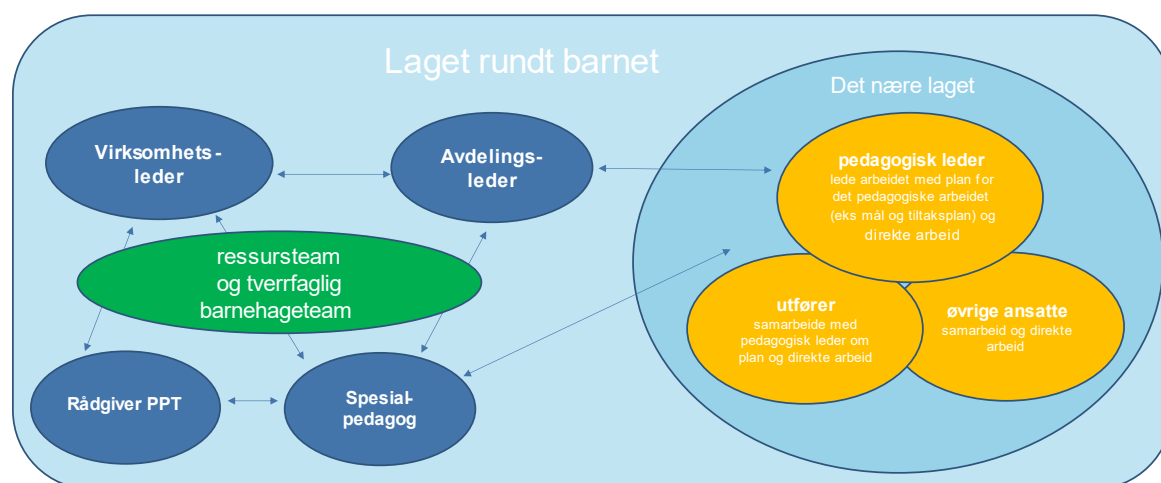 Laget rundt barnet
Det nære laget
Virksomhets-
leder
Avdelings-
leder
ressursteam
og tverrfaglig
barnehageteam
Rådgiver PPT
Spesial-
pedagog
pedagogisk leder
lede arbeidet med plan for
det pedagogiske arbeidet
(eks mål og tiltaksplan) og
direkte arbeid
utfører
samarbeide med
pedagogisk leder om
plan og direkte arbeid
øvrige ansatte
samarbeid og direkte
arbeid